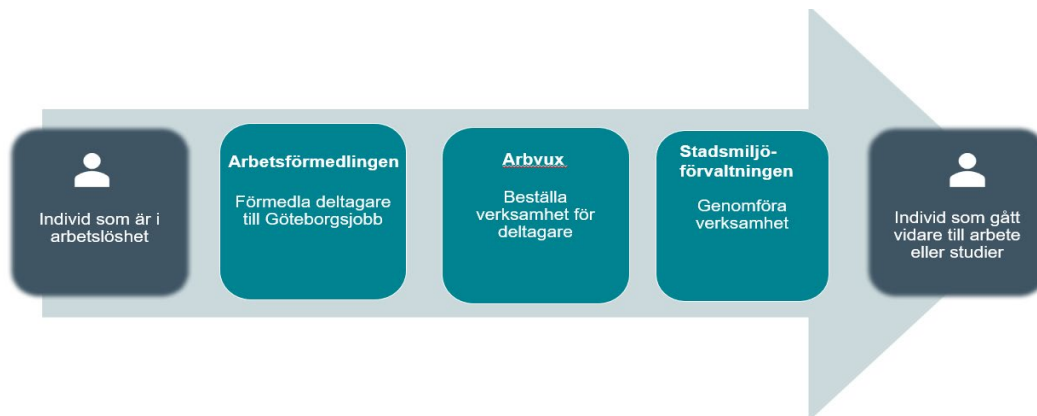 Individ som är i
arbetslöshet
Arbetsförmedlingen
Förmedla deltagare
till Göteborgsjobb
Arbvux
Beställa
verksamhet för
deltagare
Stadsmiljö-
förvaltningen
Genomföra
verksamhet
Individ som gått
vidare till arbete
eller studier